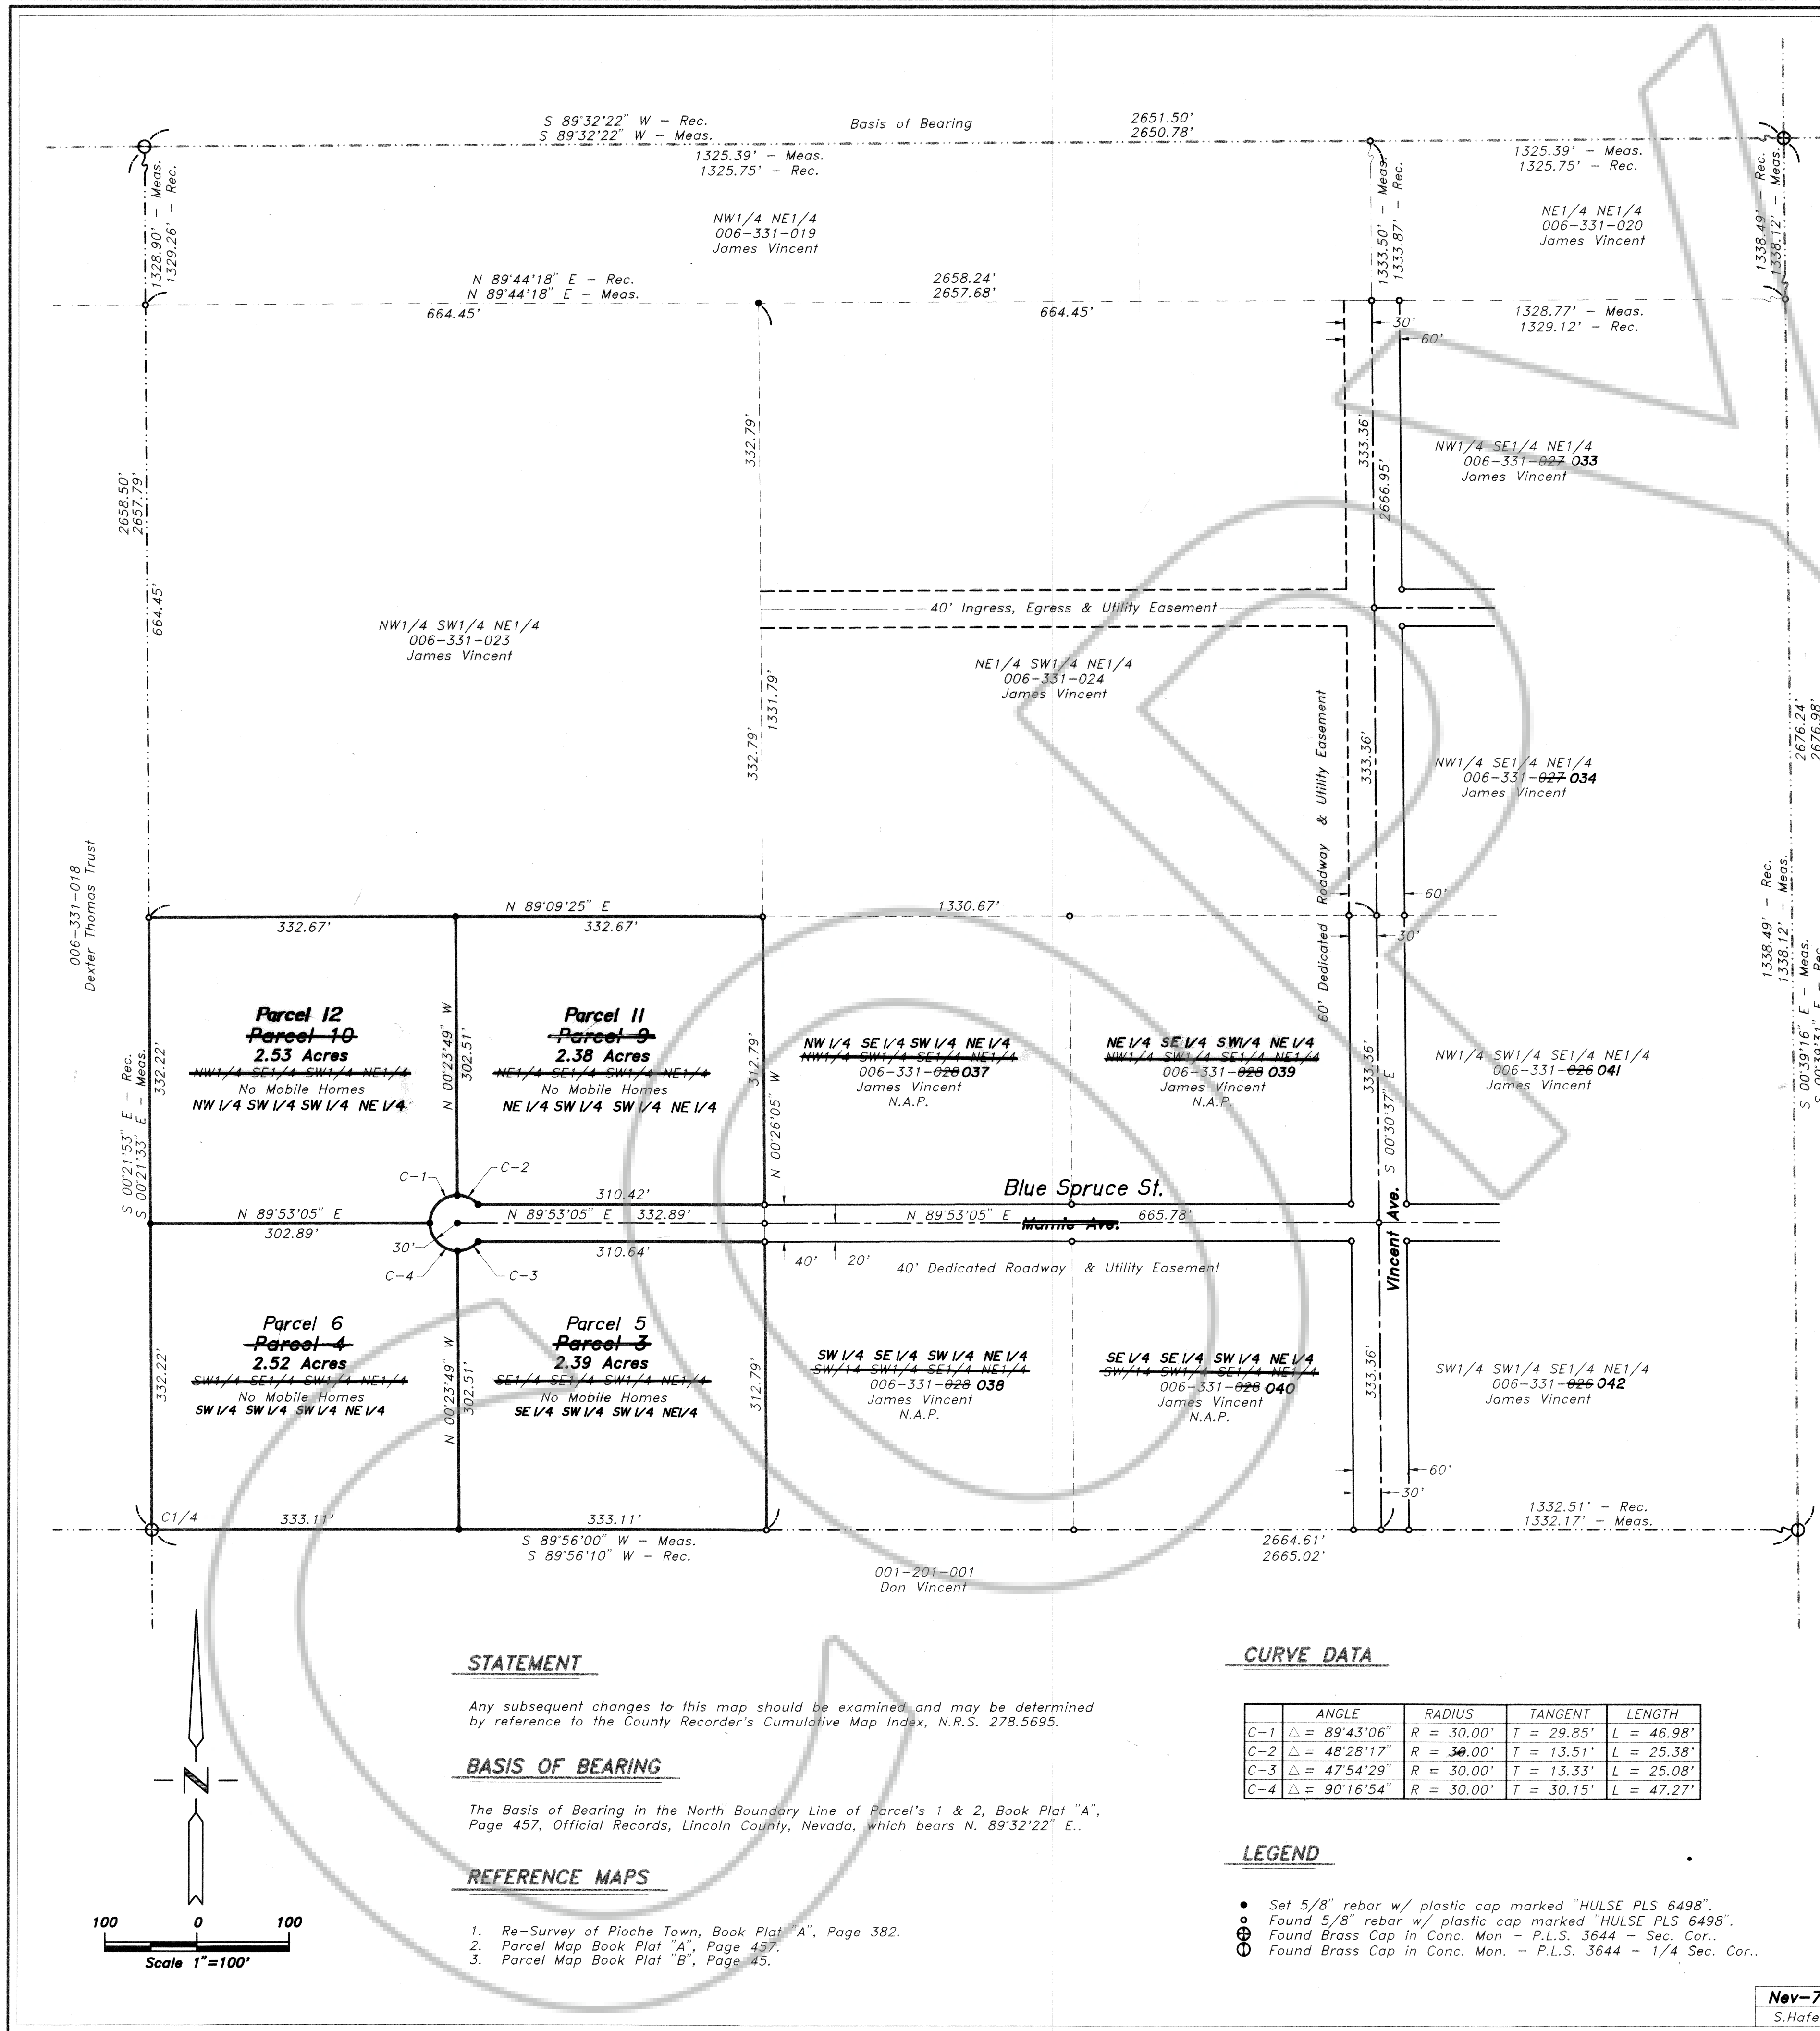 S 89°32'22" W - Rec.
S 89°32'22" W - Meas.
Basis of Bearing
2651.50'
2650.78'
1325.39' - Meas.
1325.75' - Rec.
1325.39' - Meas.
1325.75' - Rec.
1328.90' - Meas.
1329.26' - Rec.
NW1/4 NE1/4
006-331-019
James Vincent
1333.50' - Meas.
1333.87' - Rec.
NE1/4 NE1/4
006-331-020
James Vincent
1338.49' - Rec.
1338.12' - Meas.
N 89°44'18" E - Rec.
N 89°44'18" E - Meas.
2658.24'
2657.68'
664.45'
664.45'
1328.77' - Meas.
1329.12' - Rec.
30'
60'
332.79'
333.36'
2666.95'
NW1/4 SE1/4 NE1/4
006-331-027 033
James Vincent
2658.50'
2657.79'
664.45'
40' Ingress, Egress & Utility Easement
NW1/4 SW1/4 NE1/4
006-331-023
James Vincent
NE1/4 SW1/4 NE1/4
006-331-024
James Vincent
332.79'
1331.79'
60' Dedicated Roadway & Utility Easement
333.36'
NW1/4 SE1/4 NE1/4
006-331-027 034
James Vincent
2676.24'
2676.98'
006-331-018
Dexter Thomas Trust
1338.49' - Rec.
1338.12' - Meas.
S 00°39'16" E - Meas.
S 00°39'31" E - Rec.
N 89°09'25" E
332.67'
332.67'
1330.67'
60'
30'
S 00°21'53" E - Rec.
S 00°21'33" E - Meas.
332.22'
Parcel 12
Parcel 10
2.53 Acres
NW1/4 SE1/4 SW1/4 NE1/4
No Mobile Homes
NW 1/4 SW 1/4 SW 1/4 NE 1/4
N 00°23'49" W
302.51'
Parcel 11
Parcel 9
2.38 Acres
NE1/4 SE1/4 SW1/4 NE1/4
No Mobile Homes
NE 1/4 SW 1/4 SW 1/4 NE 1/4
312.79'
N 00°26'05" W
NW 1/4 SE 1/4 SW 1/4 NE 1/4
NW1/4 SW1/4 SE1/4 NE1/4
006-331-028 037
James Vincent
N.A.P.
NE 1/4 SE 1/4 SW1/4 NE 1/4
NW1/4 SW1/4 SE1/4 NE1/4
006-331-028 039
James Vincent
N.A.P.
333.36'
S 00°30'37" E
NW1/4 SW1/4 SE1/4 NE1/4
006-331-026 041
James Vincent
C-1
C-2
310.42'
Blue Spruce St.
N 89°53'05" E
302.89'
N 89°53'05" E 332.89'
N 89°53'05" E
665.78'
30'
310.64'
C-4
C-3
40'
20'
40' Dedicated Roadway & Utility Easement
Vincent Ave.
332.22'
Parcel 6
Parcel 4
2.52 Acres
SW1/4 SE1/4 SW1/4 NE1/4
No Mobile Homes
SW 1/4 SW 1/4 SW 1/4 NE 1/4
N 00°23'49" W
302.51'
Parcel 5
Parcel 3
2.39 Acres
SE1/4 SE1/4 SW1/4 NE1/4
No Mobile Homes
SE 1/4 SW 1/4 SW 1/4 NE1/4
312.79'
SW 1/4 SE 1/4 SW 1/4 NE 1/4
SW/14 SW1/4 SE1/4 NE1/4
006-331-028 038
James Vincent
N.A.P.
SE 1/4 SE 1/4 SW 1/4 NE 1/4
SW/14 SW1/4 SE1/4 NE1/4
006-331-028 040
James Vincent
N.A.P.
333.36'
SW1/4 SW1/4 SE1/4 NE1/4
006-331-026 042
James Vincent
60'
30'
C1/4
333.11'
333.11'
S 89°56'00" W - Meas.
S 89°56'10" W - Rec.
2664.61'
2665.02'
1332.51' - Rec.
1332.17' - Meas.
001-201-001
Don Vincent
STATEMENT
Any subsequent changes to this map should be examined and may be determined
by reference to the County Recorder's Cumulative Map Index, N.R.S. 278.5695.
BASIS OF BEARING
The Basis of Bearing in the North Boundary Line of Parcel's 1 & 2, Book Plat "A",
Page 457, Official Records, Lincoln County, Nevada, which bears N. 89°32'22" E..
REFERENCE MAPS
1. Re-Survey of Pioche Town, Book Plat "A", Page 382.
2. Parcel Map Book Plat "A", Page 457.
3. Parcel Map Book Plat "B", Page 45.
N
100 0 100
Scale 1"=100'
CURVE DATA
ANGLE RADIUS TANGENT LENGTH
C-1 △ = 89°43'06" R = 30.00' T = 29.85' L = 46.98'
C-2 △ = 48°28'17" R = 30.00' T = 13.51' L = 25.38'
C-3 △ = 47°54'29" R = 30.00' T = 13.33' L = 25.08'
C-4 △ = 90°16'54" R = 30.00' T = 30.15' L = 47.27'
LEGEND
Set 5/8" rebar w/ plastic cap marked "HULSE PLS 6498".
Found 5/8" rebar w/ plastic cap marked "HULSE PLS 6498".
Found Brass Cap in Conc. Mon - P.L.S. 3644 - Sec. Cor..
Found Brass Cap in Conc. Mon. - P.L.S. 3644 - 1/4 Sec. Cor..
Nev-7
S.Hafe
COPY